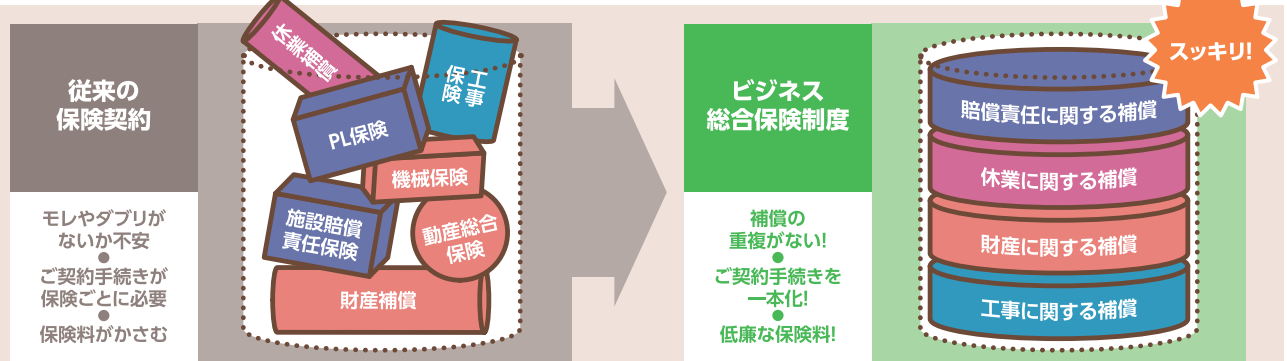 従来の
保険契約
モレやダブリが
ないか不安
●
ご契約手続きが
保険ごとに必要
●
保険料がかさむ
休業補償
工事
保険
PL保険
機械保険
施設賠償
責任保険
動産総合
保険
財産補償
ビジネス
総合保険制度
補償の
重複がない!
●
ご契約手続きを
一本化!
●
低廉な保険料!
スッキリ!
賠償責任に関する補償
休業に関する補償
財産に関する補償
工事に関する補償